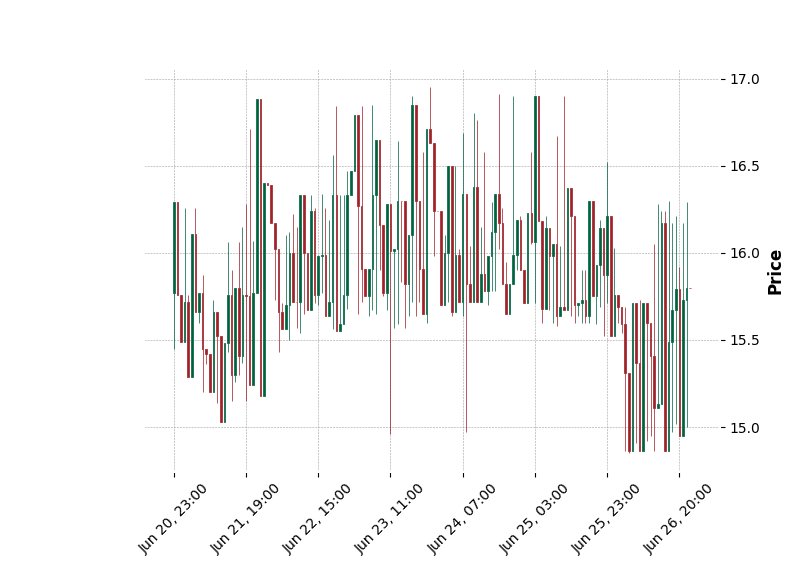 17.0
16.5
16.0
15.5
15.0
Price
Jun 20, 23:00
Jun 21, 19:00
Jun 22, 15:00
Jun 23, 11:00
Jun 24, 07:00
Jun 25, 03:00
Jun 25, 23:00
Jun 26, 20:00